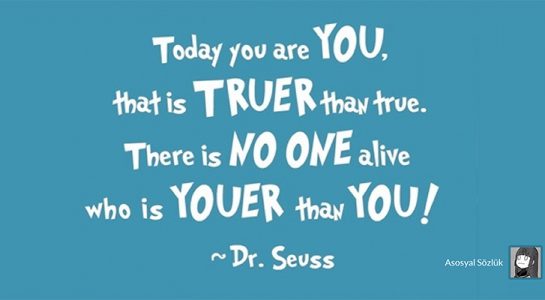 Today you are YOU,
that is TRUER than true.
There is NO ONE alive
who is YOUER than YOU!
~ Dr. Seuss
Asosyal Sözlük